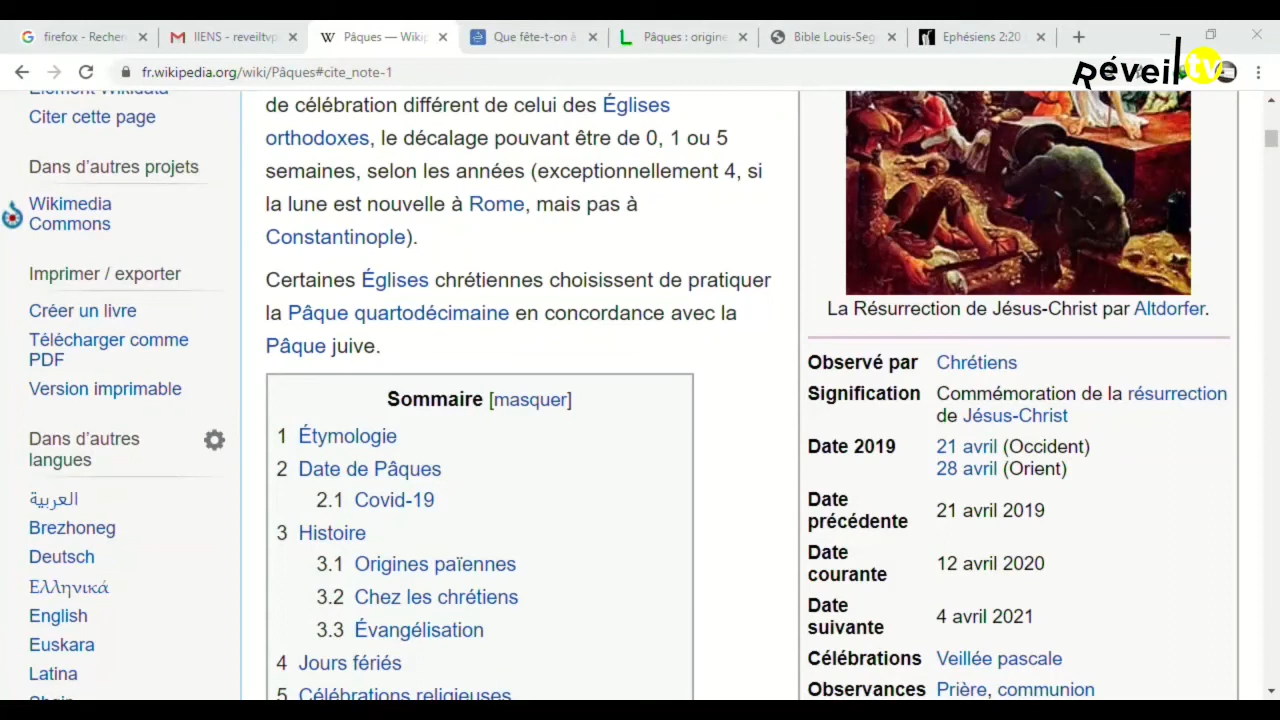 firefox - Recher
IIENS - reveiltvp
Pâques — Wikip
Que fête-t-on à
Pâques : origine
Bible Louis-Seg
Ephésiens 2:20
fr.wikipedia.org/wiki/Pâques#cite_note-1
Réveil tv
Élément Wikidata
Citer cette page
Dans d'autres projets
Wikimedia
Commons
Imprimer / exporter
Créer un livre
Télécharger comme
PDF
Version imprimable
Dans d'autres
langues
العربية
Brezhoneg
Deutsch
Ελληνικά
English
Euskara
Latina
de célébration différent de celui des Églises
orthodoxes, le décalage pouvant être de 0, 1 ou 5
semaines, selon les années (exceptionnellement 4, si
la lune est nouvelle à Rome, mais pas à
Constantinople).
Certaines Églises chrétiennes choisissent de pratiquer
la Pâque quartodécimaine en concordance avec la
Pâque juive.
Sommaire [masquer]
1 Étymologie
2 Date de Pâques
2.1 Covid-19
3 Histoire
3.1 Origines païennes
3.2 Chez les chrétiens
3.3 Évangélisation
4 Jours fériés
5 Célébrations religieuses
La Résurrection de Jésus-Christ par Altdorfer.
Observé par Chrétiens
Signification Commémoration de la résurrection
de Jésus-Christ
Date 2019 21 avril (Occident)
28 avril (Orient)
Date
précédente 21 avril 2019
Date
courante 12 avril 2020
Date
suivante 4 avril 2021
Célébrations Veillée pascale
Observances Prière, communion